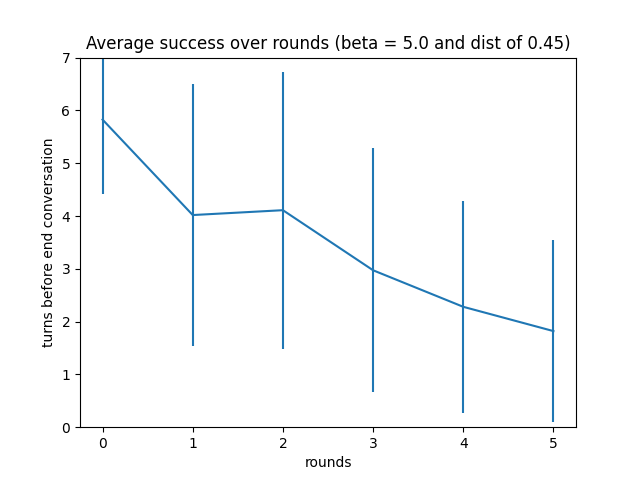 Average success over rounds (beta = 5.0 and dist of 0.45)
7
6
5
4
3
2
1
0
turns before end conversation
0 1 2 3 4 5
rounds